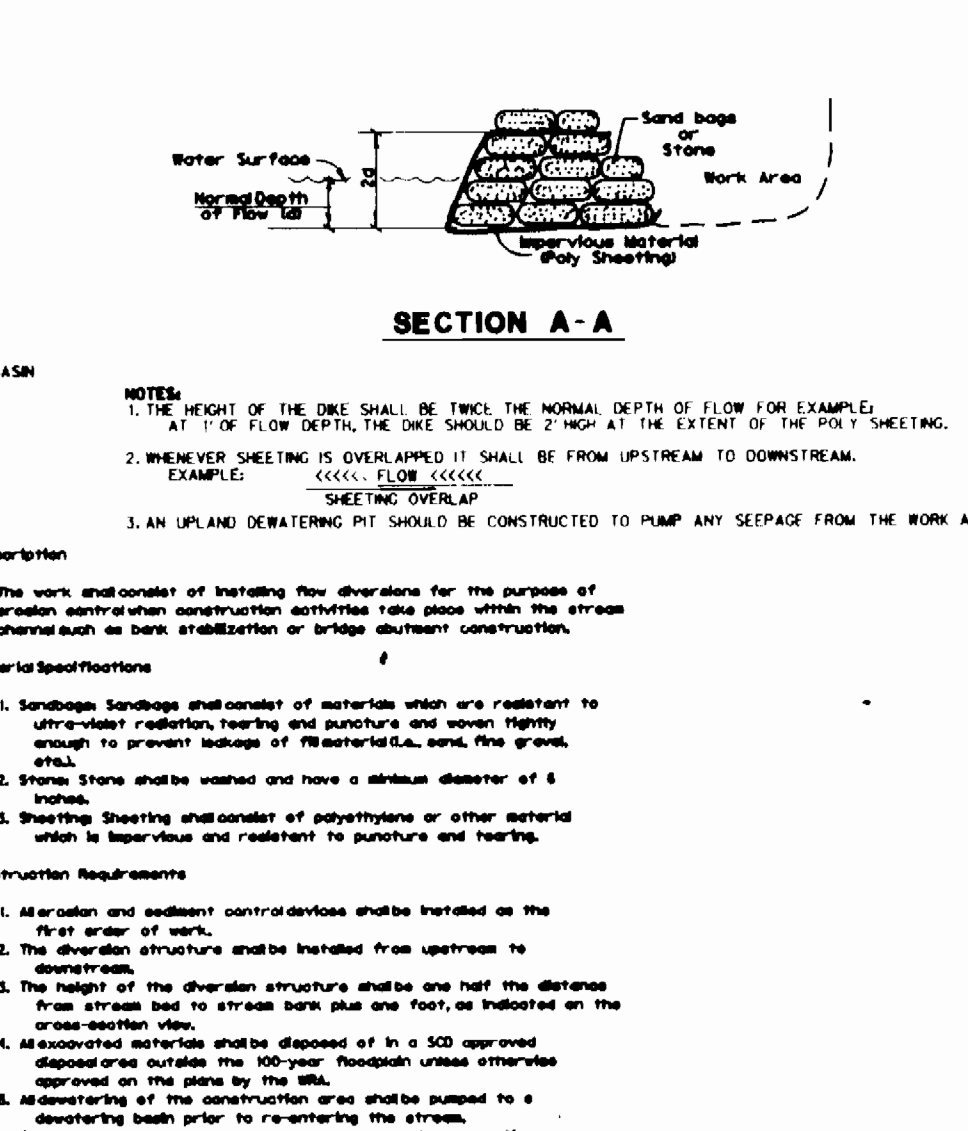 Sand bags
or
Stone
Water Surface
2d
Work Area
Normal Depth
of Flow (d)
Impervious Material
(Poly Sheeting)
SECTION A-A
ASIN
NOTES:
1. THE HEIGHT OF THE DIKE SHALL BE TWICE THE NORMAL DEPTH OF FLOW FOR EXAMPLE:
AT 1' OF FLOW DEPTH, THE DIKE SHOULD BE 2' HIGH AT THE EXTENT OF THE POLY SHEETING.
2. WHENEVER SHEETING IS OVERLAPPED IT SHALL BE FROM UPSTREAM TO DOWNSTREAM.
EXAMPLE: <<<<<. FLOW <<<<<<
SHEETING OVERLAP
3. AN UPLAND DEWATERING PIT SHOULD BE CONSTRUCTED TO PUMP ANY SEEPAGE FROM THE WORK A
cription
The work shall consist of installing flow diversions for the purpose of
erosion control when construction activities take place within the stream
channel such as bank stabilization or bridge abutment construction.
erial Specifications
1. Sandbags: Sandbags shall consist of materials which are resistant to
ultra-violet radiation, tearing and puncture and woven tightly
enough to prevent leakage of fill material (i.e., sand, fine gravel,
etc.).
2. Stone: Stone shall be washed and have a minimum diameter of 6
inches.
3. Sheeting: Sheeting shall consist of polyethylene or other material
which is impervious and resistant to puncture and tearing.
truction Requirements
1. All erosion and sediment control devices shall be installed as the
first order of work.
2. The diversion structure shall be installed from upstream to
downstream.
3. The height of the diversion structure shall be one half the distance
from stream bed to stream bank plus one foot, as indicated on the
cross-section view.
4. All excavated materials shall be disposed of in a SCD approved
disposal area outside the 100-year floodplain unless otherwise
approved on the plans by the WRA.
5. All dewatering of the construction area shall be pumped to a
dewatering basin prior to re-entering the stream.